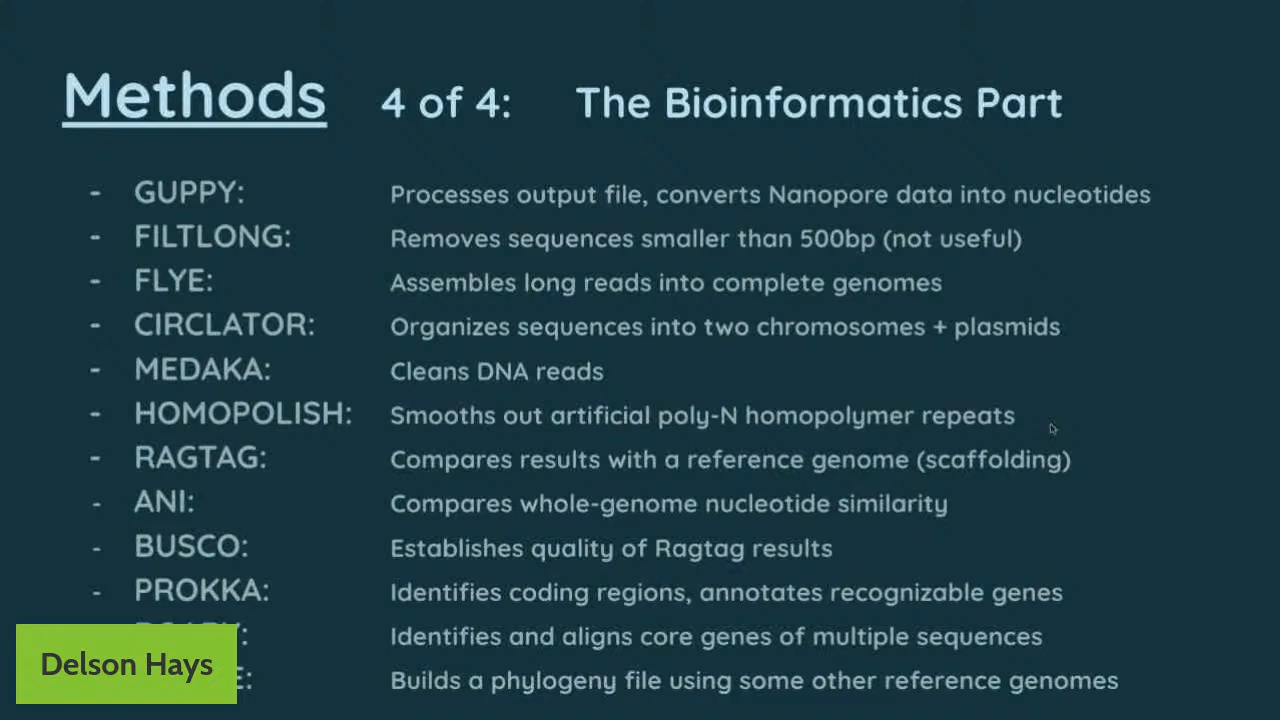 Methods 4 of 4: The Bioinformatics Part
- GUPPY: Processes output file, converts Nanopore data into nucleotides
- FILTLONG: Removes sequences smaller than 500bp (not useful)
- FLYE: Assembles long reads into complete genomes
- CIRCLATOR: Organizes sequences into two chromosomes + plasmids
- MEDAKA: Cleans DNA reads
- HOMOPOLISH: Smooths out artificial poly-N homopolymer repeats
- RAGTAG: Compares results with a reference genome (scaffolding)
- ANI: Compares whole-genome nucleotide similarity
- BUSCO: Establishes quality of Ragtag results
- PROKKA: Identifies coding regions, annotates recognizable genes
Identifies and aligns core genes of multiple sequences
Builds a phylogeny file using some other reference genomes
Delson Hays